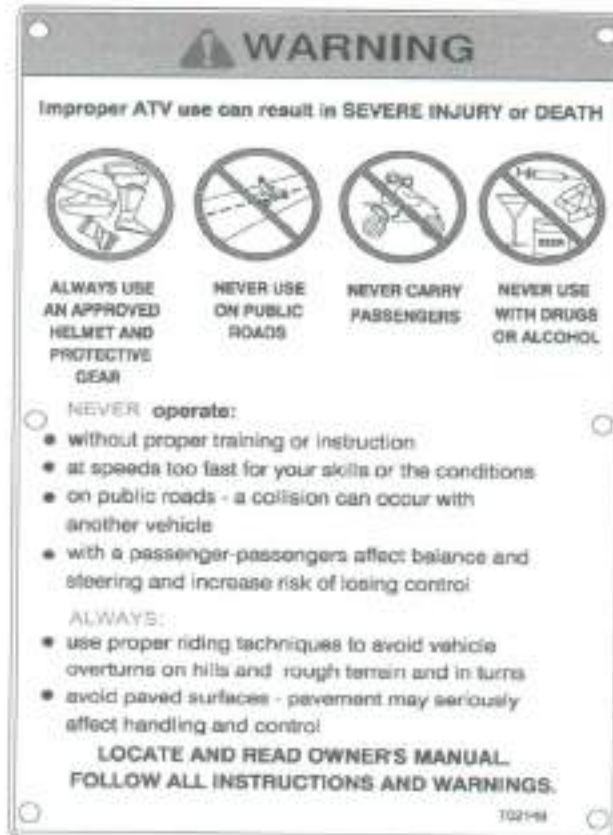 WARNING
Improper ATV use can result in SEVERE INJURY or DEATH
BEER
ALWAYS USE
AN APPROVED
HELMET AND
PROTECTIVE
GEAR
NEVER USE
ON PUBLIC
ROADS
NEVER CARRY
PASSENGERS
NEVER USE
WITH DRUGS
OR ALCOHOL
NEVER operate:
• without proper training or instruction
• at speeds too fast for your skills or the conditions
• on public roads - a collision can occur with
another vehicle
• with a passenger-passengers affect balance and
steering and increase risk of losing control
ALWAYS:
• use proper riding techniques to avoid vehicle
overturns on hills and rough terrain and in turns
• avoid paved surfaces - pavement may seriously
affect handling and control
LOCATE AND READ OWNER'S MANUAL.
FOLLOW ALL INSTRUCTIONS AND WARNINGS.